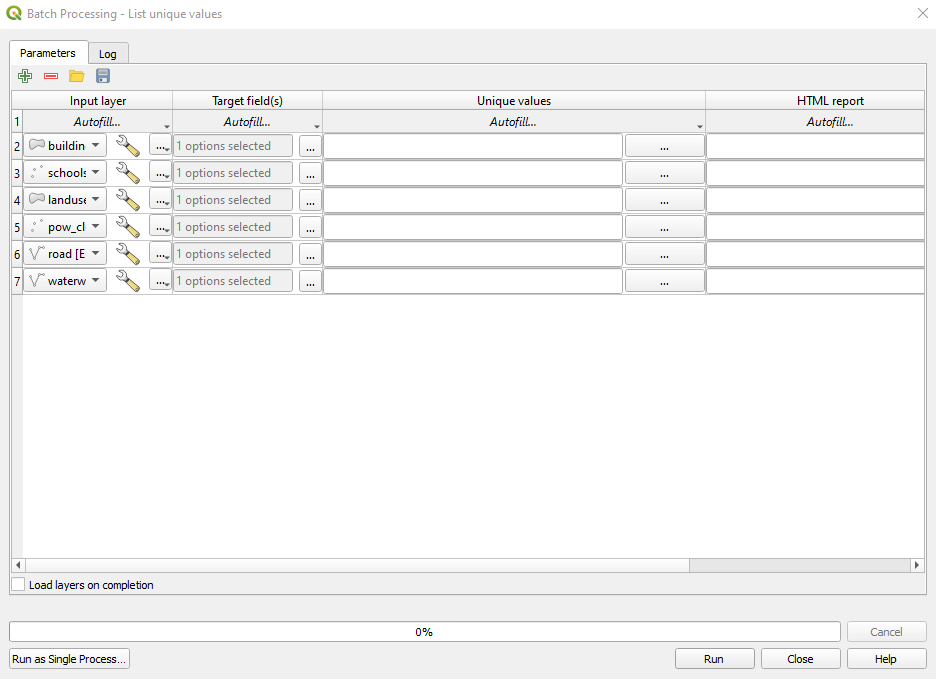 Batch Processing - List unique values
Parameters
Log
Input layer Target field(s) Unique values HTML report
1 Autofill... Autofill... Autofill... Autofill...
2 buildin ... 1 options selected ... ...
3 schools ... 1 options selected ... ...
4 landuse ... 1 options selected ... ...
5 pow_cl ... 1 options selected ... ...
6 road [E ... 1 options selected ... ...
7 waterw ... 1 options selected ... ...
Load layers on completion
0%
Cancel
Run as Single Process... Run Close Help